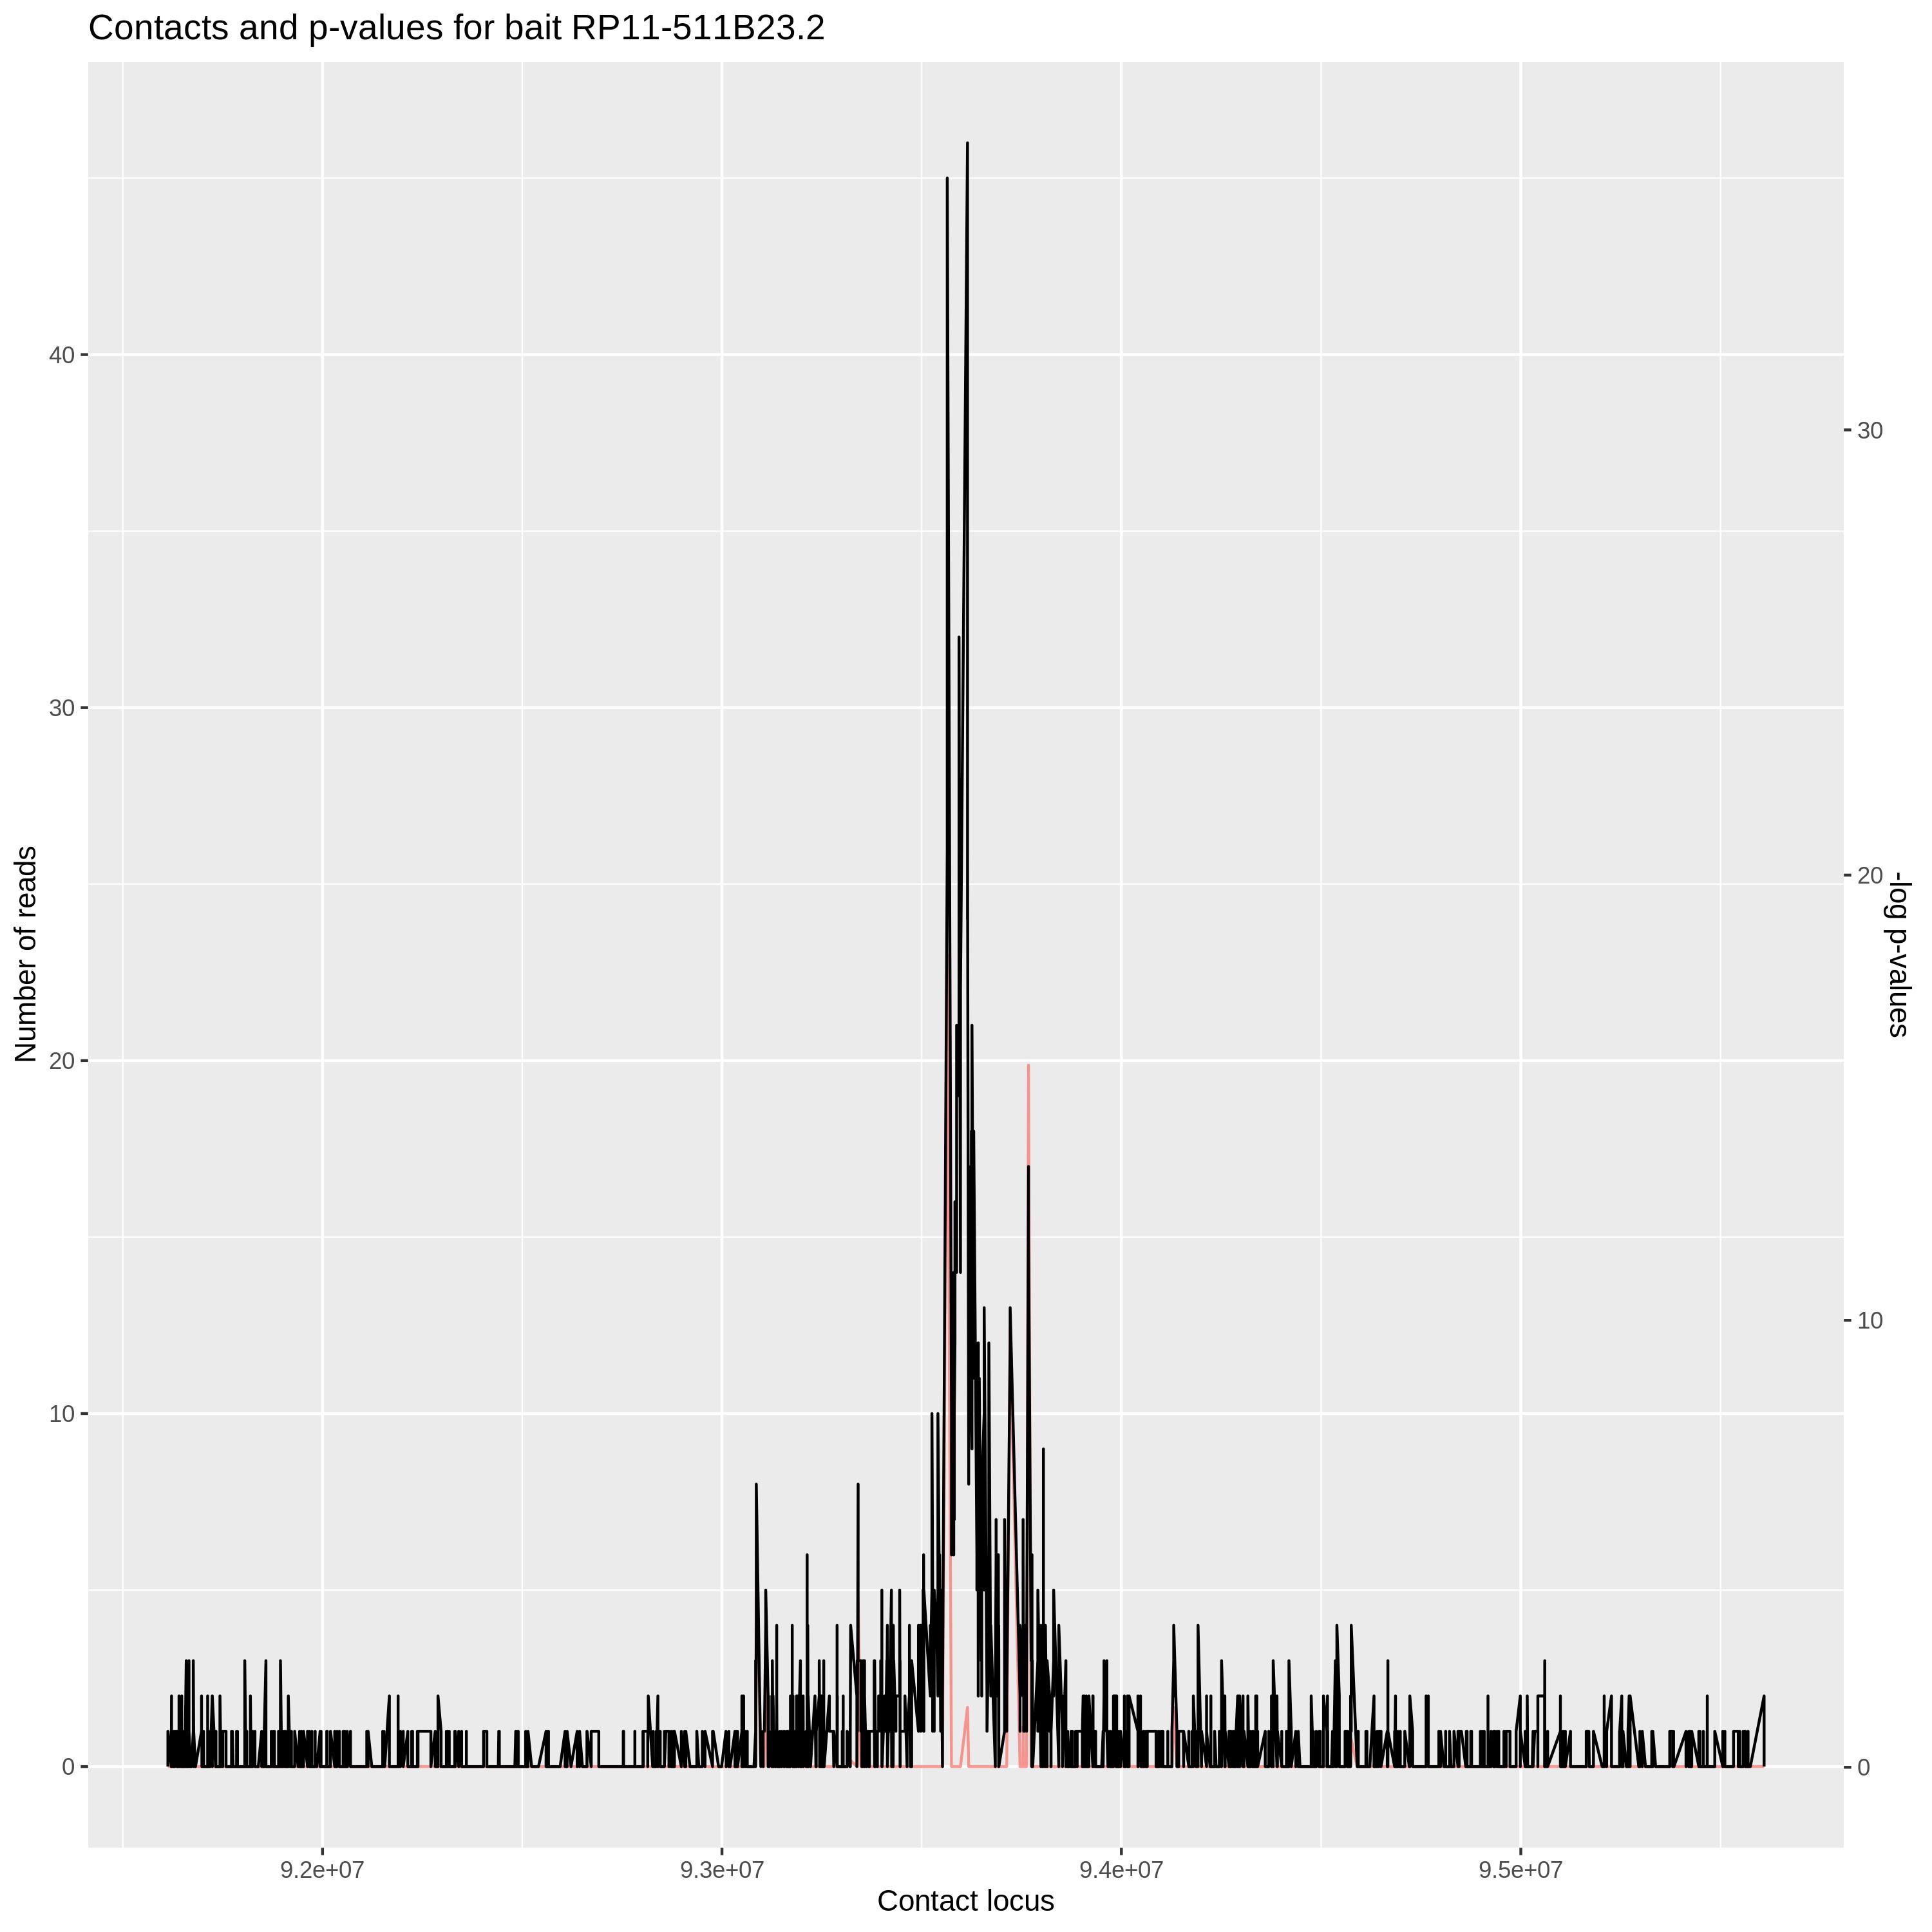 Contacts and p-values for bait RP11-511B23.2
Number of reads
40
30
20
10
0
30
20
10
0
-log p-values
9.2e+07 9.3e+07 9.4e+07 9.5e+07
Contact locus